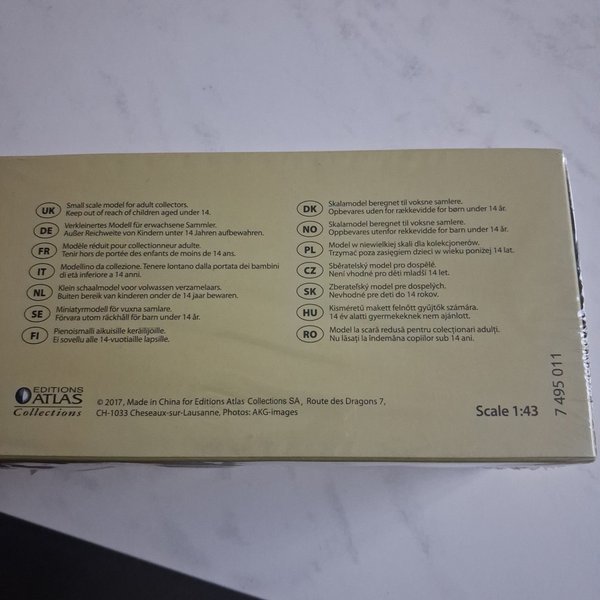 UK Small scale model for adult collectors.
Keep out of reach of children aged under 14.
DE Verkleinertes Modell für erwachsene Sammler.
Außer Reichweite von Kindern unter 14 Jahren aufbewahren.
FR Modèle réduit pour collectionneur adulte.
Tenir hors de portée des enfants de moins de 14 ans.
IT Modellino da collezione. Tenere lontano dalla portata dei bambini
di età inferiore a 14 anni.
NL Klein schaalmodel voor volwassen verzamelaars.
Buiten bereik van kinderen onder de 14 jaar bewaren.
SE Miniatyrmodell för vuxna samlare.
Förvara utom räckhåll för barn under 14 år.
FI Pienoismalli aikuisille keräilijöille.
Ei sovellu alle 14-vuotiaille lapsille.
DK Skalamodel beregnet til voksne samlere.
Opbevares uden for rækkevidde for børn under 14 år.
NO Skalamodel beregnet til voksne samlere.
Oppbevares utenfor rekkevidde for barn under 14 år.
PL Model w niewielkiej skali dla kolekcjonerów.
Trzymać poza zasięgiem dzieci w wieku poniżej 14 lat.
CZ Sběratelský model pro dospělé.
Není vhodné pro děti mladší 14 let.
SK Zberateľský model pre dospelých.
Nevhodné pre deti do 14 rokov.
HU Kisméretű makett felnőtt gyűjtők számára.
14 év alatti gyermekeknek nem ajánlott.
RO Model la scară redusă pentru colecționari adulți.
Nu lăsați la îndemâna copiilor sub 14 ani.
EDITIONS
ATLAS
Collections
© 2017, Made in China for Editions Atlas Collections SA, Route des Dragons 7,
CH-1033 Cheseaux-sur-Lausanne, Photos: AKG-images
Scale 1:43
7 495 011